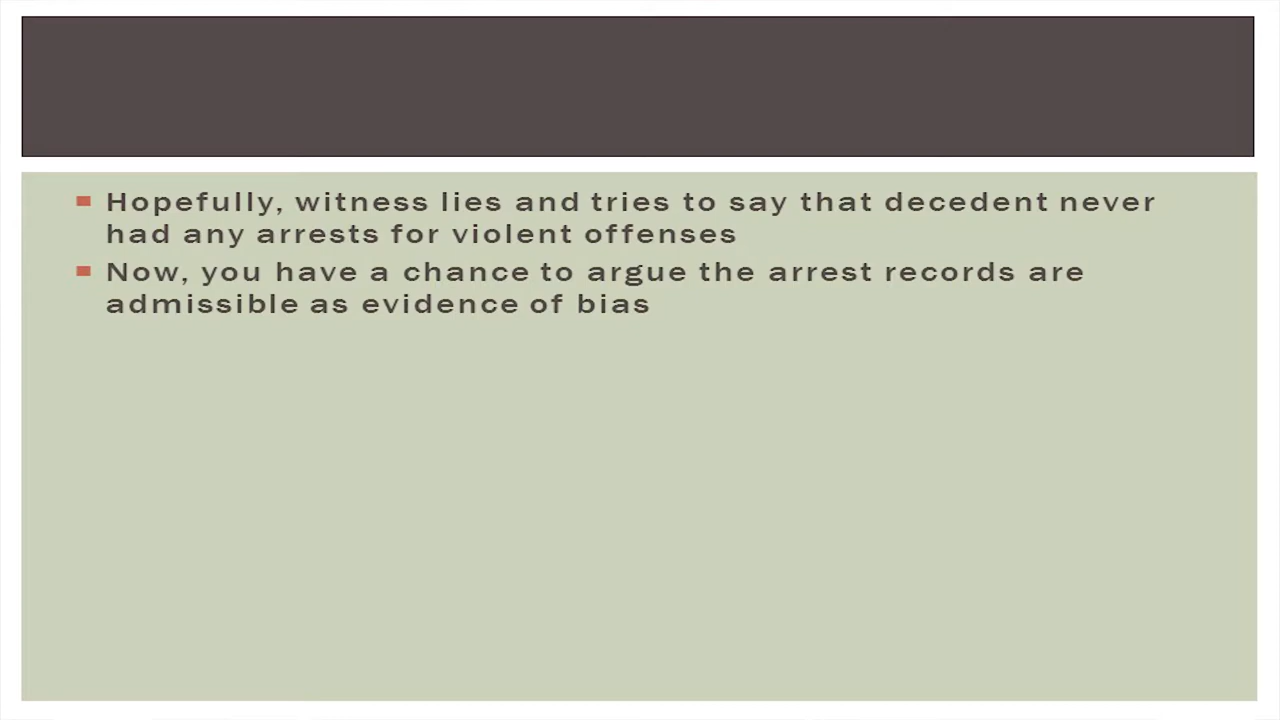 Hopefully, witness lies and tries to say that decedent never
had any arrests for violent offenses
Now, you have a chance to argue the arrest records are
admissible as evidence of bias